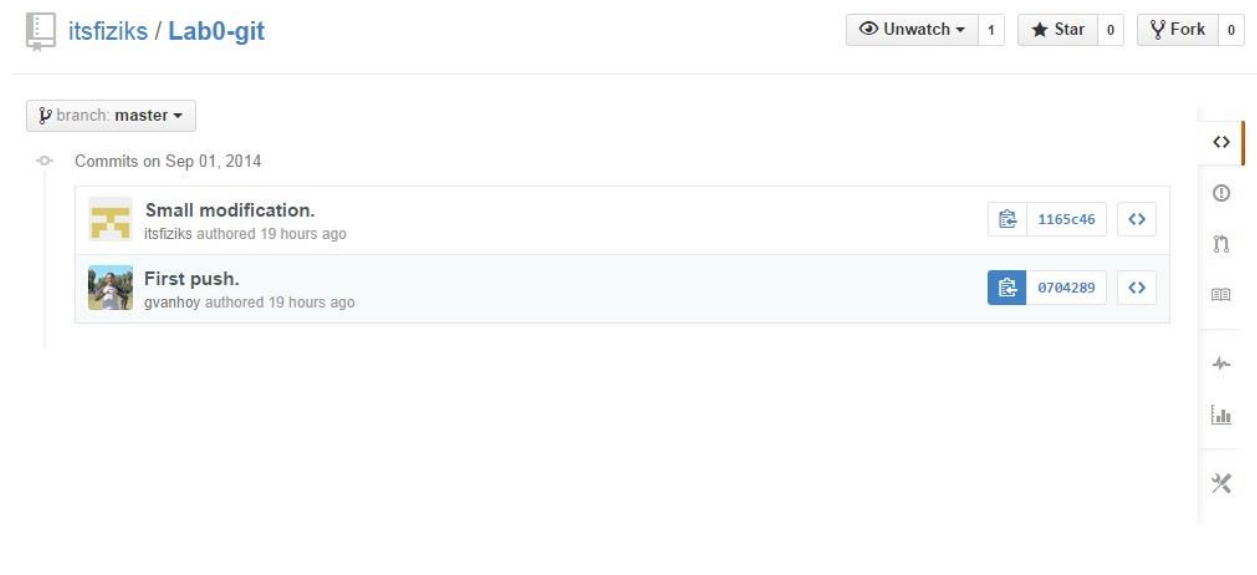 itsfiziks / Lab0-git
Unwatch 1 Star 0 Fork 0
branch: master
Commits on Sep 01, 2014
Small modification.
itsfiziks authored 19 hours ago
1165c46
First push.
gvanhoy authored 19 hours ago
0704289